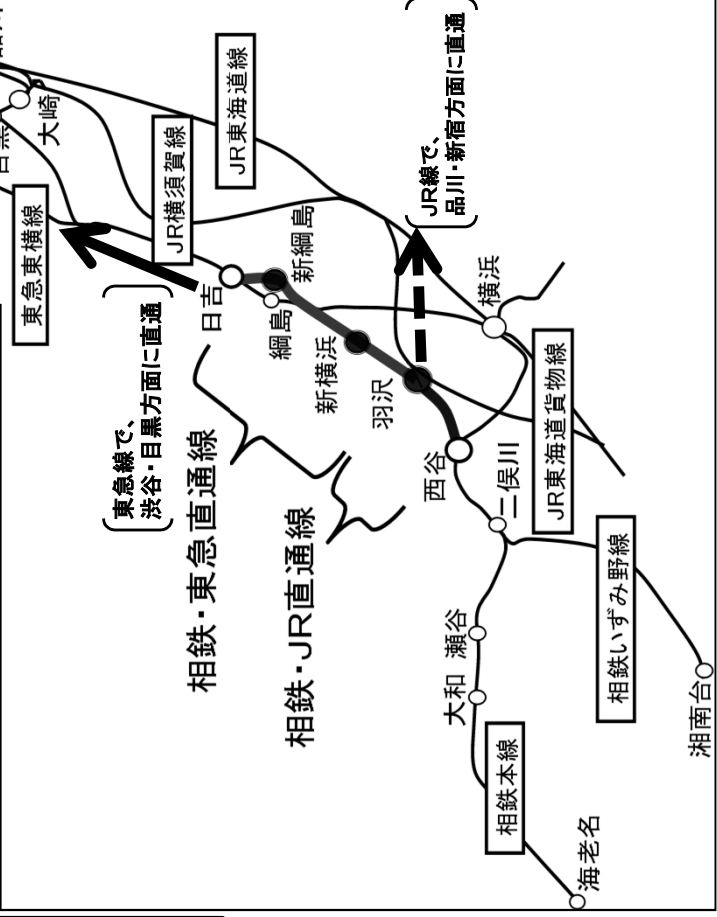 大崎
JR東海道線
JR横須賀線
東急東横線
JR線で、
品川・新宿方面に直通
東急線で、
渋谷・目黒方面に直通
日吉
新綱島
綱島
新横浜
羽沢
横浜
西谷
二俣川
JR東海道貨物線
相鉄・東急直通線
相鉄・JR直通線
瀬谷
大和
相鉄いずみ野線
湘南台
相鉄本線
海老名